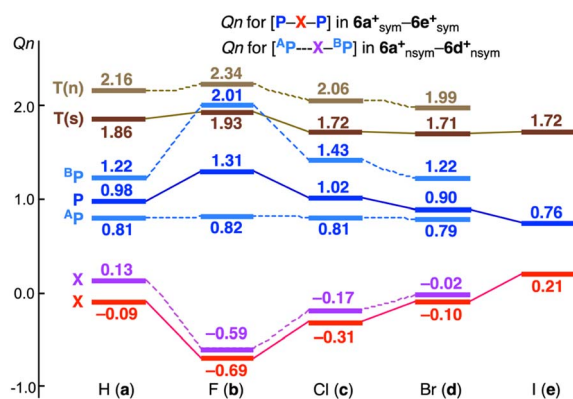 Qn
Qn for [P–X–P] in 6a⁺sym–6e⁺sym
Qn for [ᴬP---X–ᴮP] in 6a⁺nsym–6d⁺nsym
T(n) 2.16 2.34 2.06 1.99
2.0
2.01
T(s) 1.86 1.93 1.72 1.71 1.72
ᴮP 1.22 1.43 1.22
P 0.98 1.31 1.02 0.90 0.76
1.0
ᴬP 0.81 0.82 0.81 0.79
X 0.13 –0.59 –0.17 –0.02
0.0
X –0.09 –0.69 –0.31 –0.10 0.21
-1.0
H (a) F (b) Cl (c) Br (d) I (e)